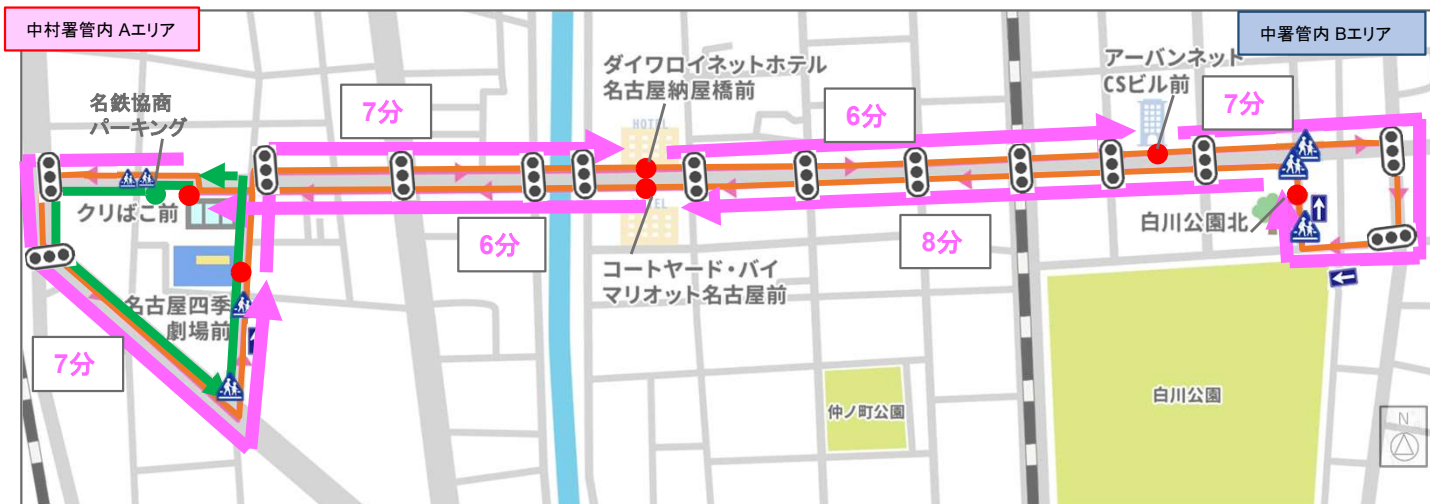 中村署管内 Aエリア
中署管内 Bエリア
名鉄協商
パーキング
7分
ダイワロイネットホテル
名古屋納屋橋前
HOTEL
6分
アーバンネット
CSビル前
7分
クリばこ前
6分
HOTEL
8分
白川公園北
コートヤード・バイ
マリオット名古屋前
名古屋四季
劇場前
7分
仲ノ町公園
白川公園
N